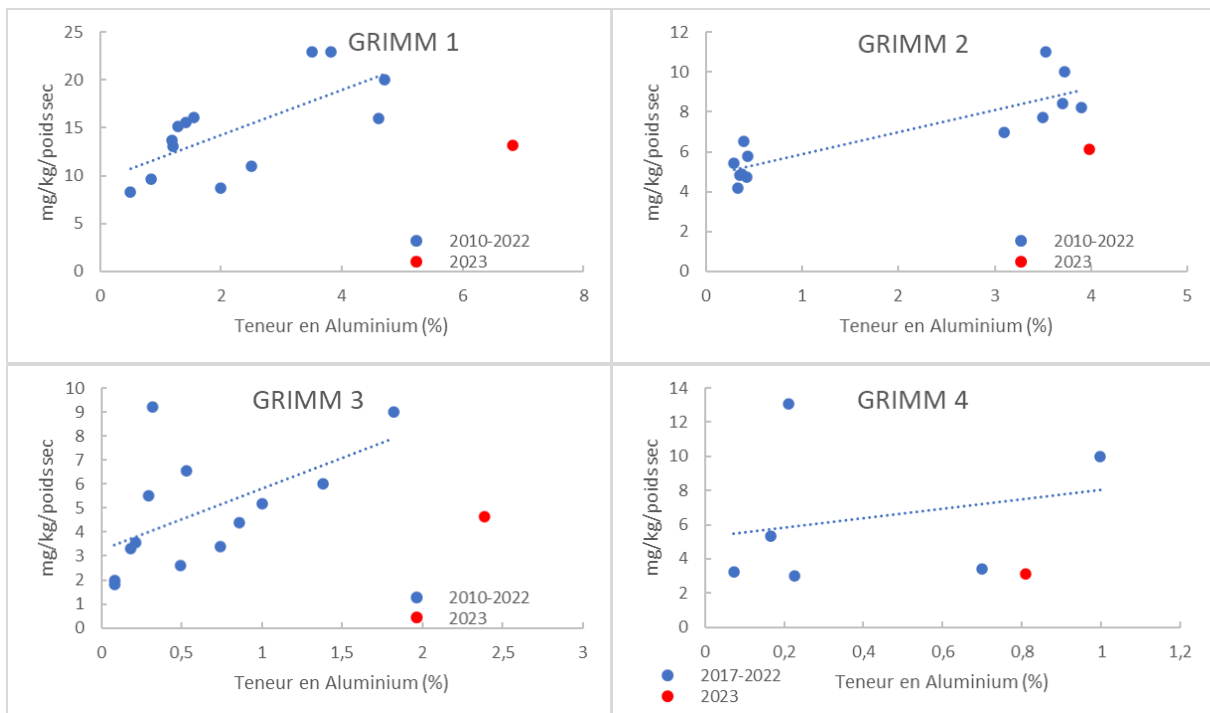 GRIMM 1
25
20
15
10
5
0
mg/kg/poids sec
0 2 4 6 8
Teneur en Aluminium (%)
2010-2022
2023
GRIMM 2
12
10
8
6
4
2
0
mg/kg/poids sec
0 1 2 3 4 5
Teneur en Aluminium (%)
2010-2022
2023
GRIMM 3
10
9
8
7
6
5
4
3
2
1
0
mg/kg/poids sec
0 0,5 1 1,5 2 2,5 3
Teneur en Aluminium (%)
2010-2022
2023
GRIMM 4
14
12
10
8
6
4
2
0
mg/kg/poids sec
0 0,2 0,4 0,6 0,8 1 1,2
Teneur en Aluminium (%)
2017-2022
2023